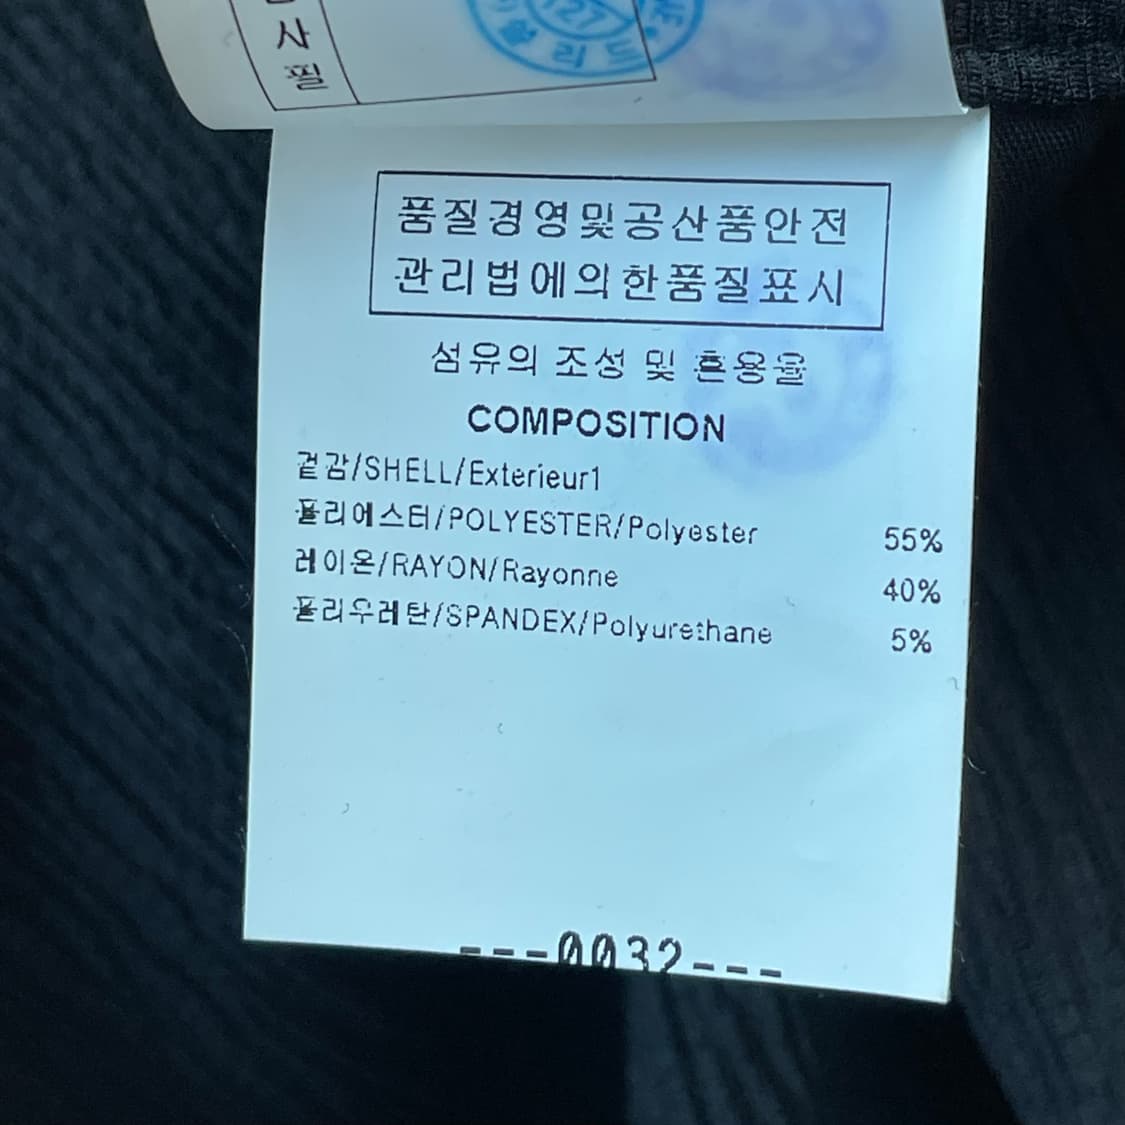 사
필
127
리드
품질경영및공산품안전
관리법에의한품질표시
섬유의 조성 및 혼용율
COMPOSITION
겉감/SHELL/Exterieur1
폴리에스터/POLYESTER/Polyester 55%
레이온/RAYON/Rayonne 40%
폴리우레탄/SPANDEX/Polyurethane 5%
---0032---